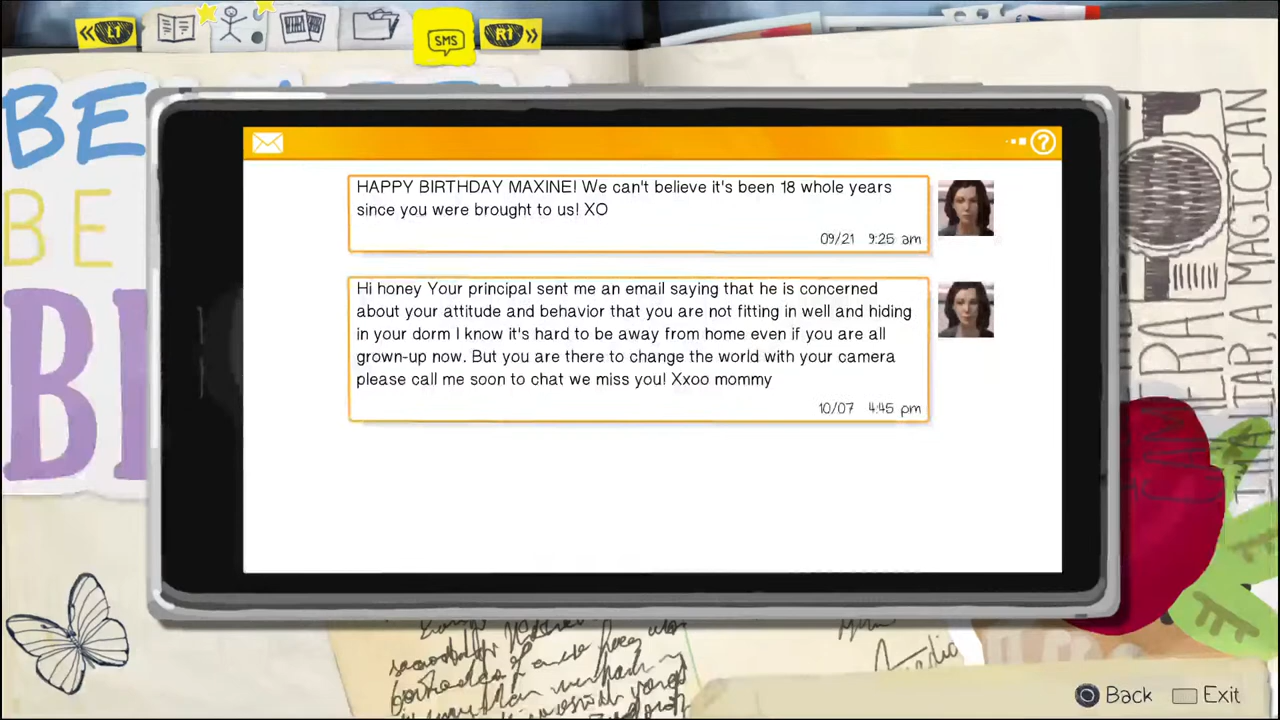 L1
SMS
R1
HAPPY BIRTHDAY MAXINE! We can't believe it's been 18 whole years
since you were brought to us! XO
09/21 9:25 am
Hi honey Your principal sent me an email saying that he is concerned
about your attitude and behavior that you are not fitting in well and hiding
in your dorm I know it's hard to be away from home even if you are all
grown-up now. But you are there to change the world with your camera
please call me soon to chat we miss you! Xxoo mommy
10/07 4:45 pm
BE
BE
MAGICIAN
Back
Exit